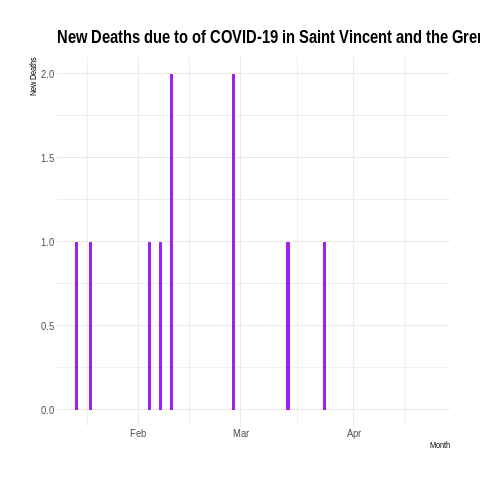 New Deaths due to of COVID-19 in Saint Vincent and the Gren
New Deaths
2.0
1.5
1.0
0.5
0.0
Feb Mar Apr
Month